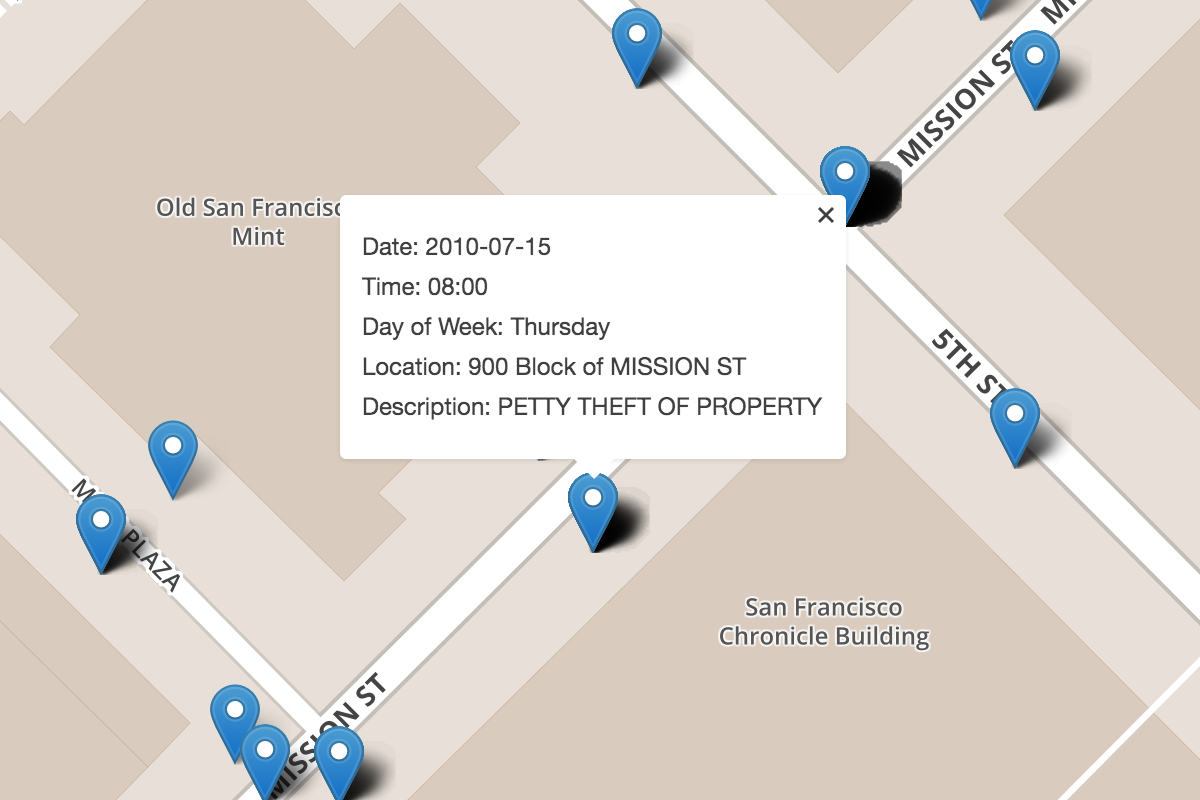 MISSION ST
Old San Francisc
Mint
×
Date: 2010-07-15
Time: 08:00
Day of Week: Thursday
Location: 900 Block of MISSION ST
Description: PETTY THEFT OF PROPERTY
5TH ST
PLAZA
San Francisco
Chronicle Building
MISSION ST